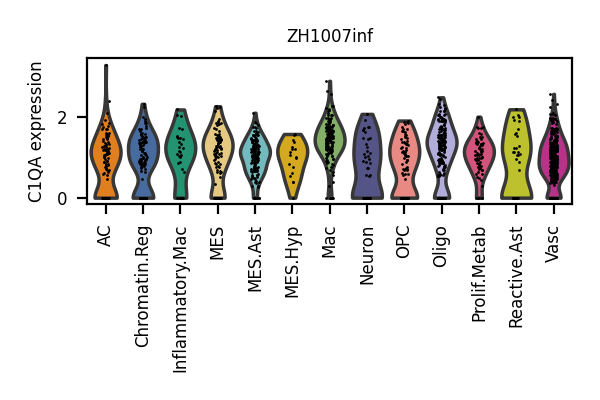 ZH1007inf
C1QA expression
2
0
AC
Chromatin.Reg
Inflammatory.Mac
MES
MES.Ast
MES.Hyp
Mac
Neuron
OPC
Oligo
Prolif.Metab
Reactive.Ast
Vasc